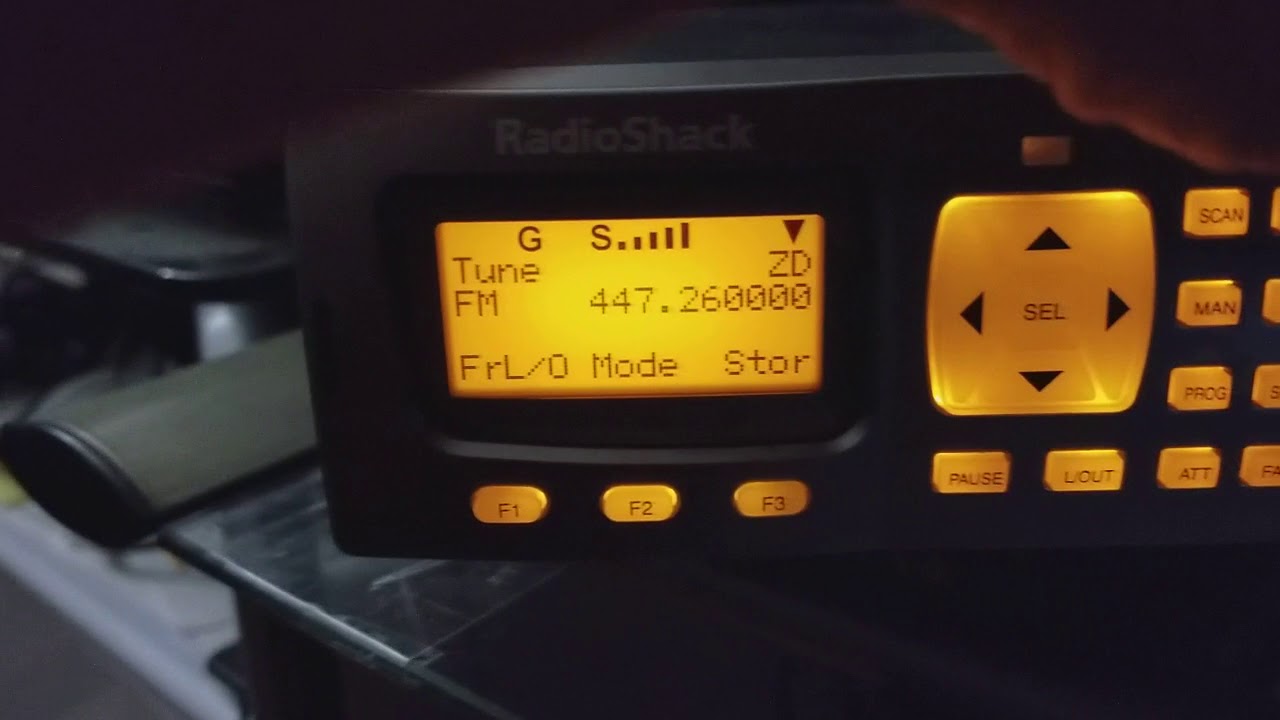 RadioShack
G S
Tune ZD
FM 447.260000
FrL/O Mode Stor
F1 F2 F3
SEL
SCAN
MAN
PROG
PAUSE L/OUT ATT